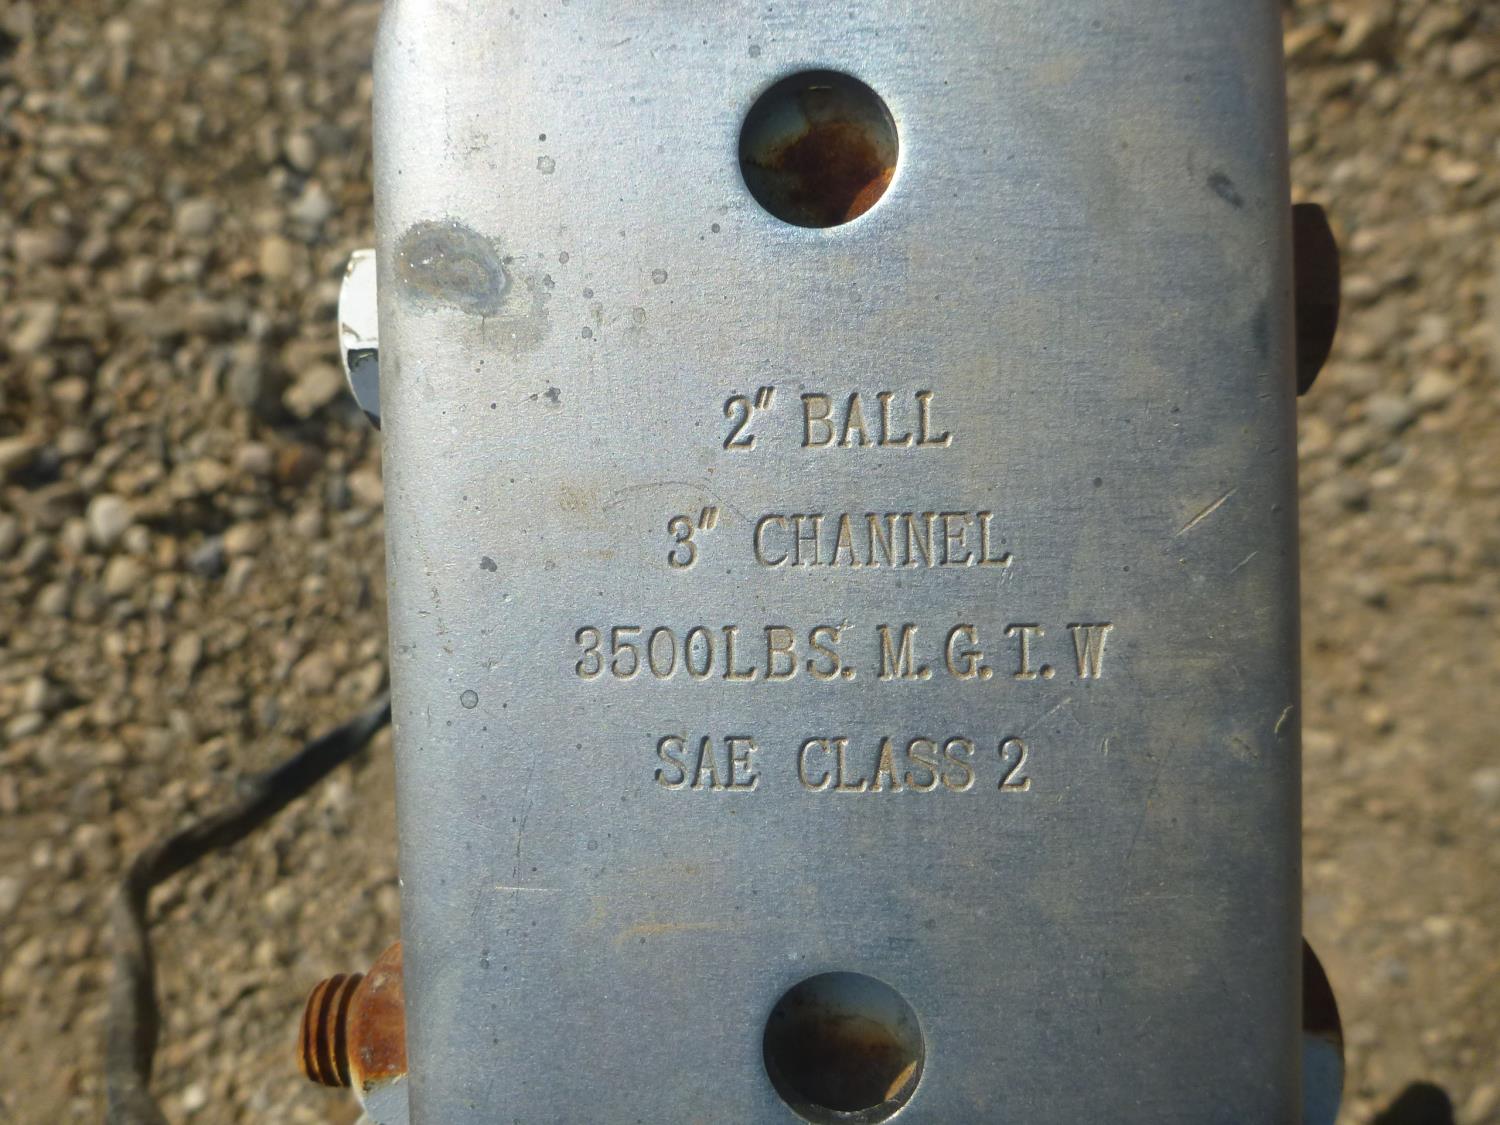 2" BALL
3" CHANNEL
3500LBS. M.G.T.W
SAE CLASS 2